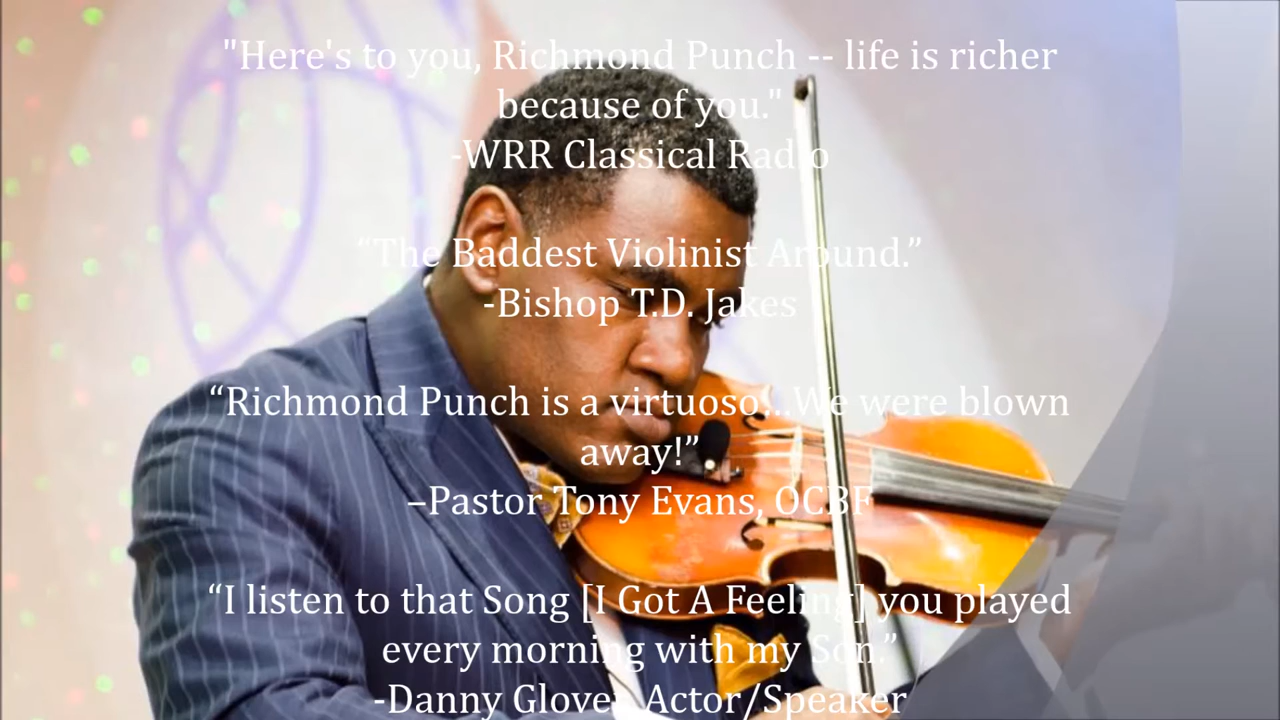 "Here's to you, Richmond Punch -- life is richer
because of you."
-WRR Classical Radio
“The Baddest Violinist Around.”
-Bishop T.D. Jakes
“Richmond Punch is a virtuoso!...We were blown
away!”
–Pastor Tony Evans, OCBF
“I listen to that Song [I Got A Feeling] you played
every morning with my Son.”
-Danny Glover, Actor/Speaker